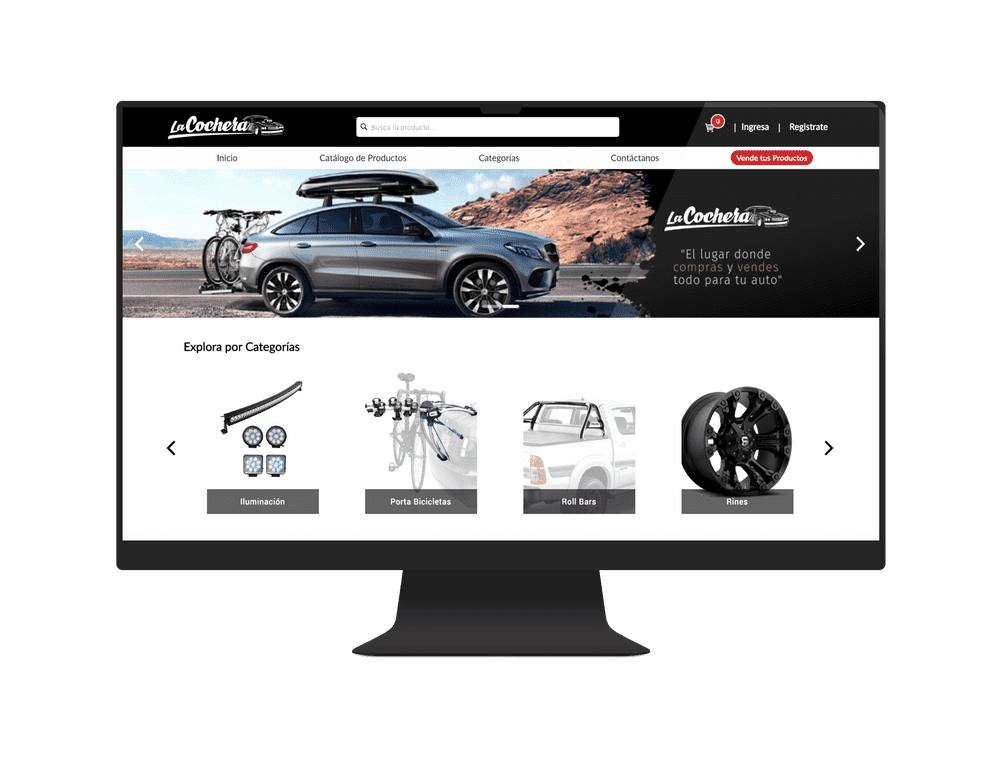 La Cochera
Busca tu producto...
0
| Ingresa | Registrate
Inicio
Catálogo de Productos
Categorías
Contáctanos
Vende tus Productos
La Cochera
"El lugar donde
compras y vendes
todo para tu auto"
Explora por Categorías
Iluminación
Porta Bicicletas
Roll Bars
Rines